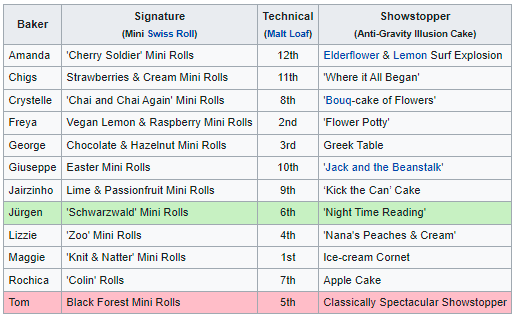 Baker Signature (Mini Swiss Roll) Technical (Malt Loaf) Showstopper (Anti-Gravity Illusion Cake)
Amanda 'Cherry Soldier' Mini Rolls 12th Elderflower & Lemon Surf Explosion
Chigs Strawberries & Cream Mini Rolls 11th 'Where it All Began'
Crystelle 'Chai and Chai Again' Mini Rolls 8th 'Bouq-cake of Flowers'
Freya Vegan Lemon & Raspberry Mini Rolls 2nd 'Flower Potty'
George Chocolate & Hazelnut Mini Rolls 3rd Greek Table
Giuseppe Easter Mini Rolls 10th 'Jack and the Beanstalk'
Jairzinho Lime & Passionfruit Mini Rolls 9th ‘Kick the Can’ Cake
Jürgen 'Schwarzwald' Mini Rolls 6th 'Night Time Reading'
Lizzie 'Zoo' Mini Rolls 4th 'Nana's Peaches & Cream'
Maggie 'Knit & Natter' Mini Rolls 1st Ice-cream Cornet
Rochica 'Colin' Rolls 7th Apple Cake
Tom Black Forest Mini Rolls 5th Classically Spectacular Showstopper